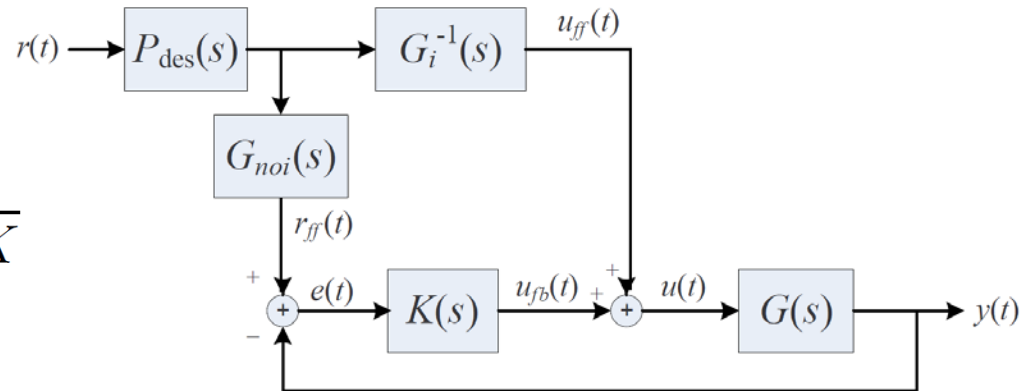 r(t) P_des(s) G_i^-1(s) u_ff(t)
G_noi(s)
r_ff(t)
K
+ e(t) K(s) u_fb(t) + + u(t) G(s) y(t)
+ +
−